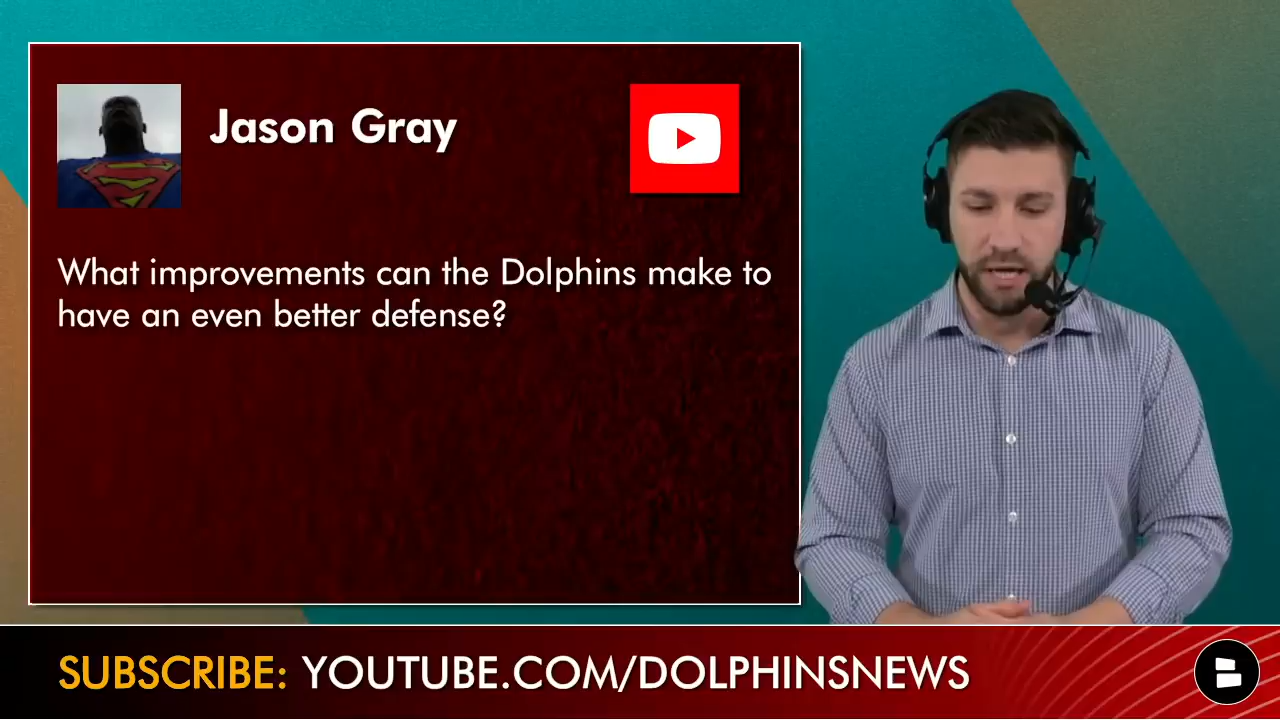 Jason Gray
What improvements can the Dolphins make to
have an even better defense?
SUBSCRIBE: YOUTUBE.COM/DOLPHINSNEWS